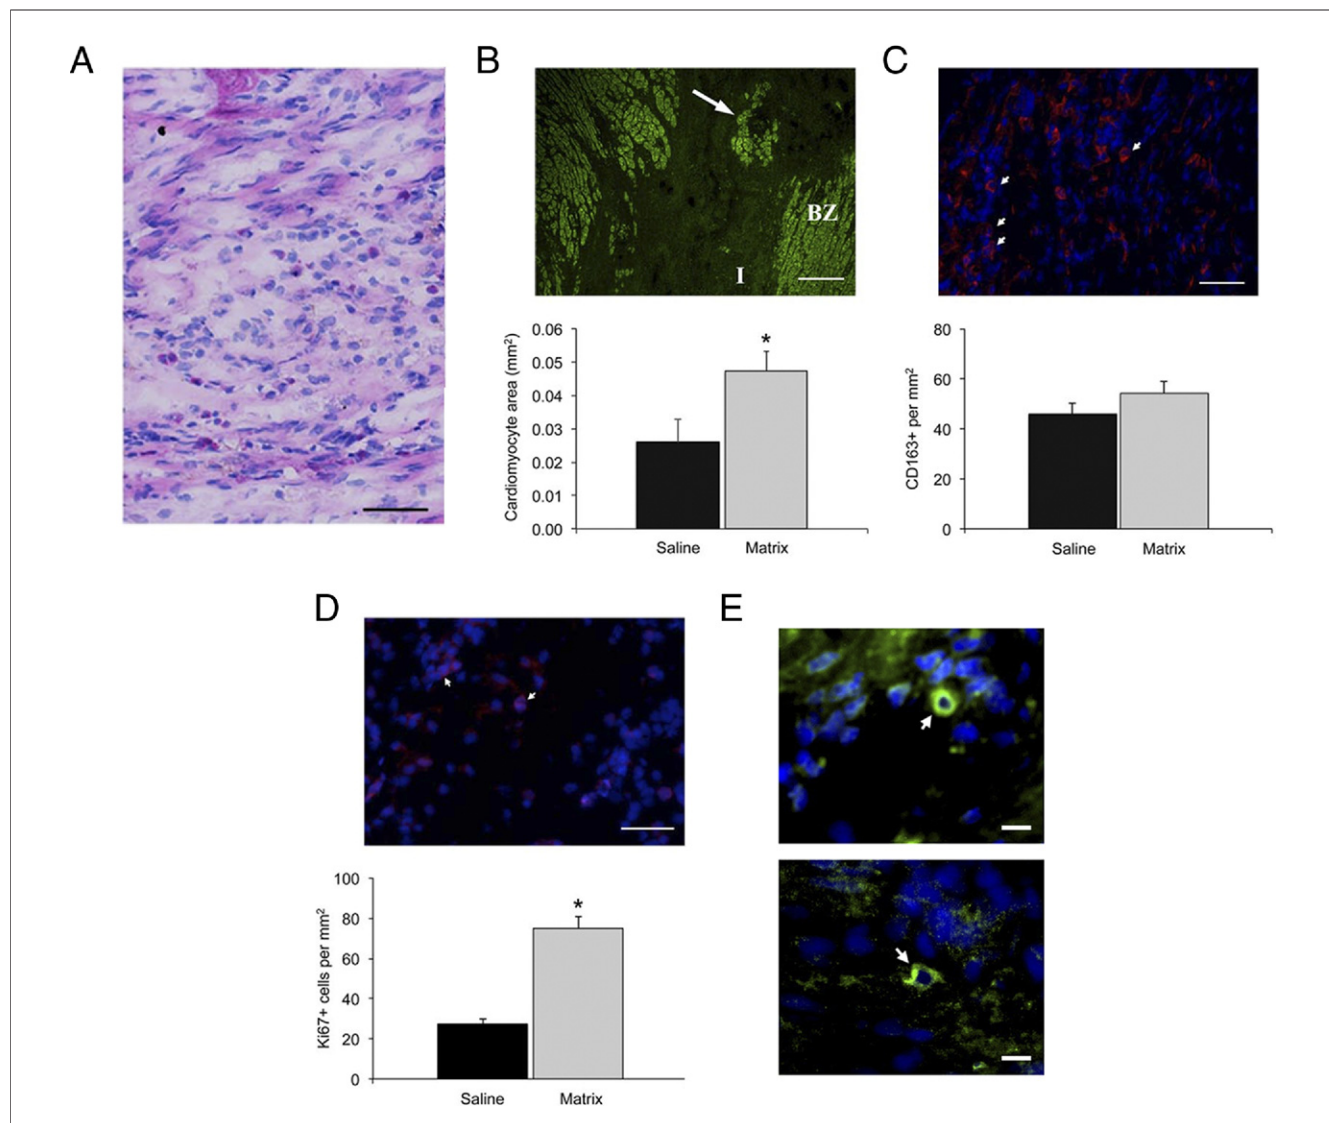 A
B
C
BZ
I
0.06
0.05
0.04
0.03
0.02
0.01
0.00
Cardiomyocyte area (mm²)
*
Saline Matrix
80
60
40
20
0
CD163+ per mm²
Saline Matrix
D
E
100
80
60
40
20
0
Ki67+ cells per mm²
*
Saline Matrix